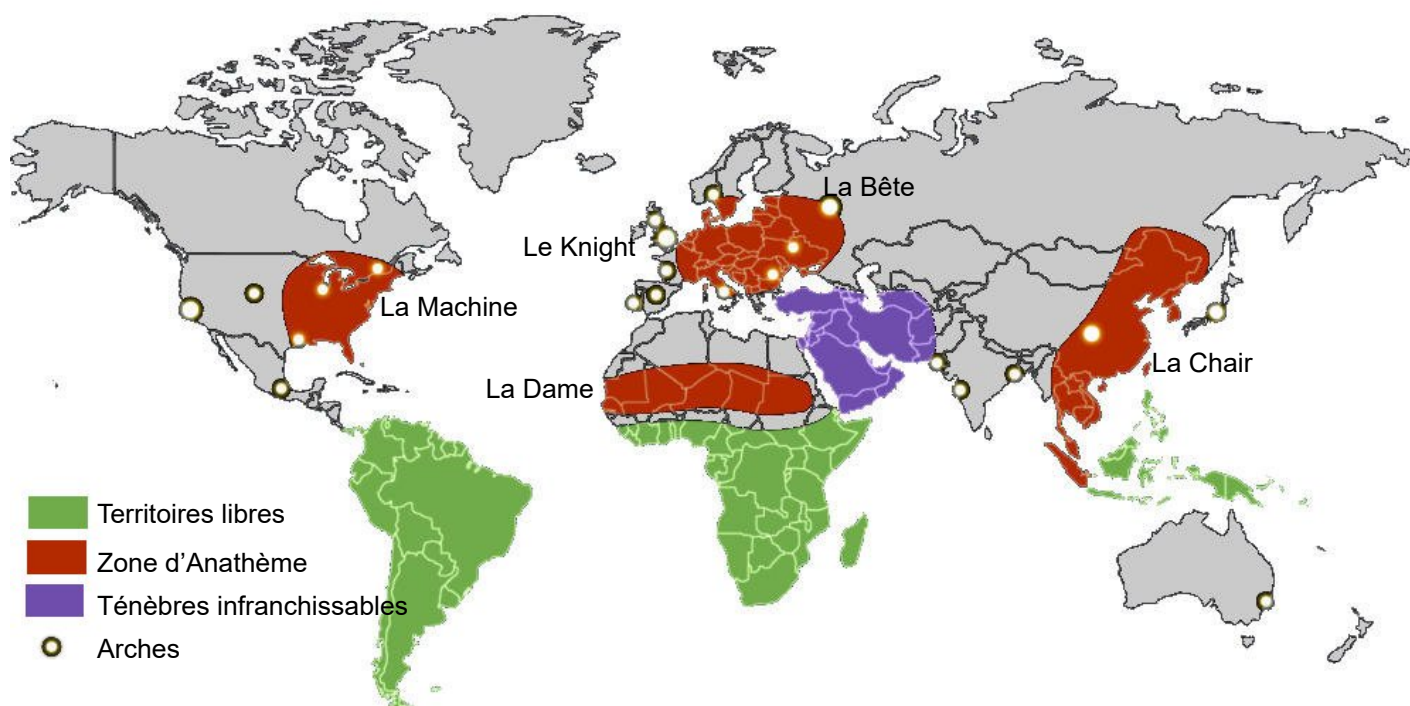 La Bête
Le Knight
La Machine
La Chair
La Dame
Territoires libres
Zone d’Anathème
Ténèbres infranchissables
Arches